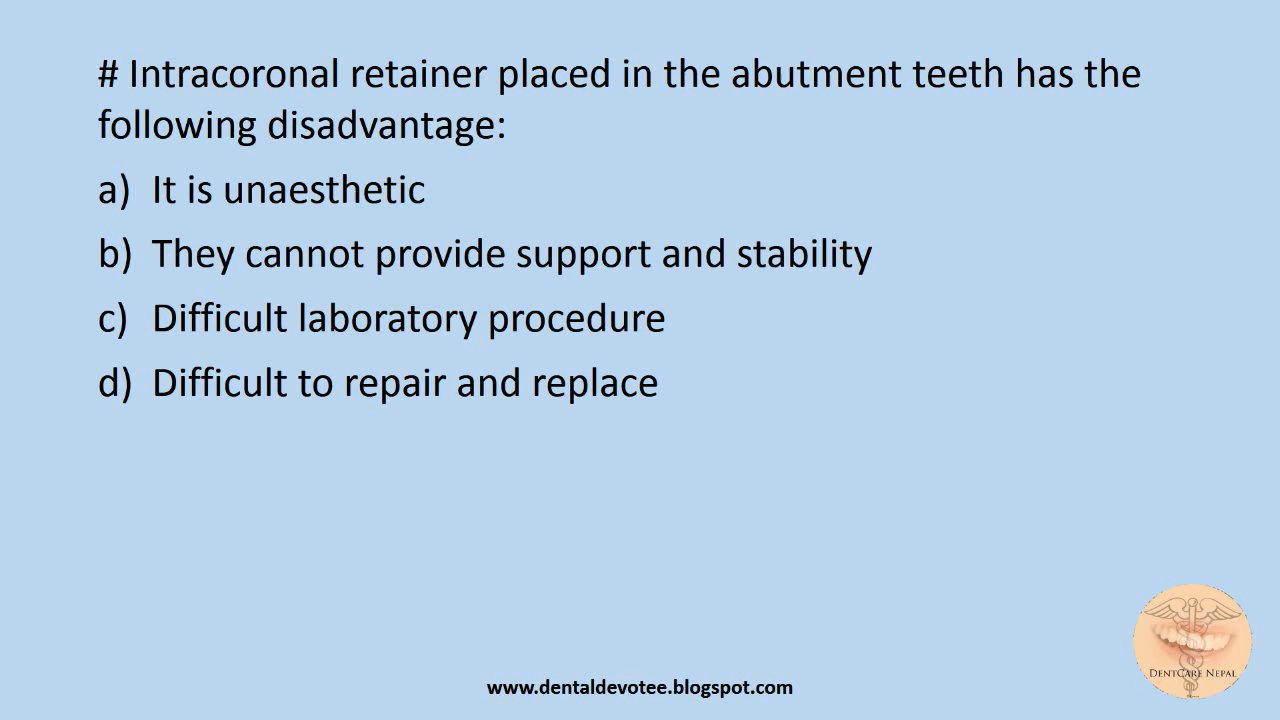 # Intracoronal retainer placed in the abutment teeth has the
following disadvantage:
a) It is unaesthetic
b) They cannot provide support and stability
c) Difficult laboratory procedure
d) Difficult to repair and replace
DentCare Nepal
www.dentaldevotee.blogspot.com